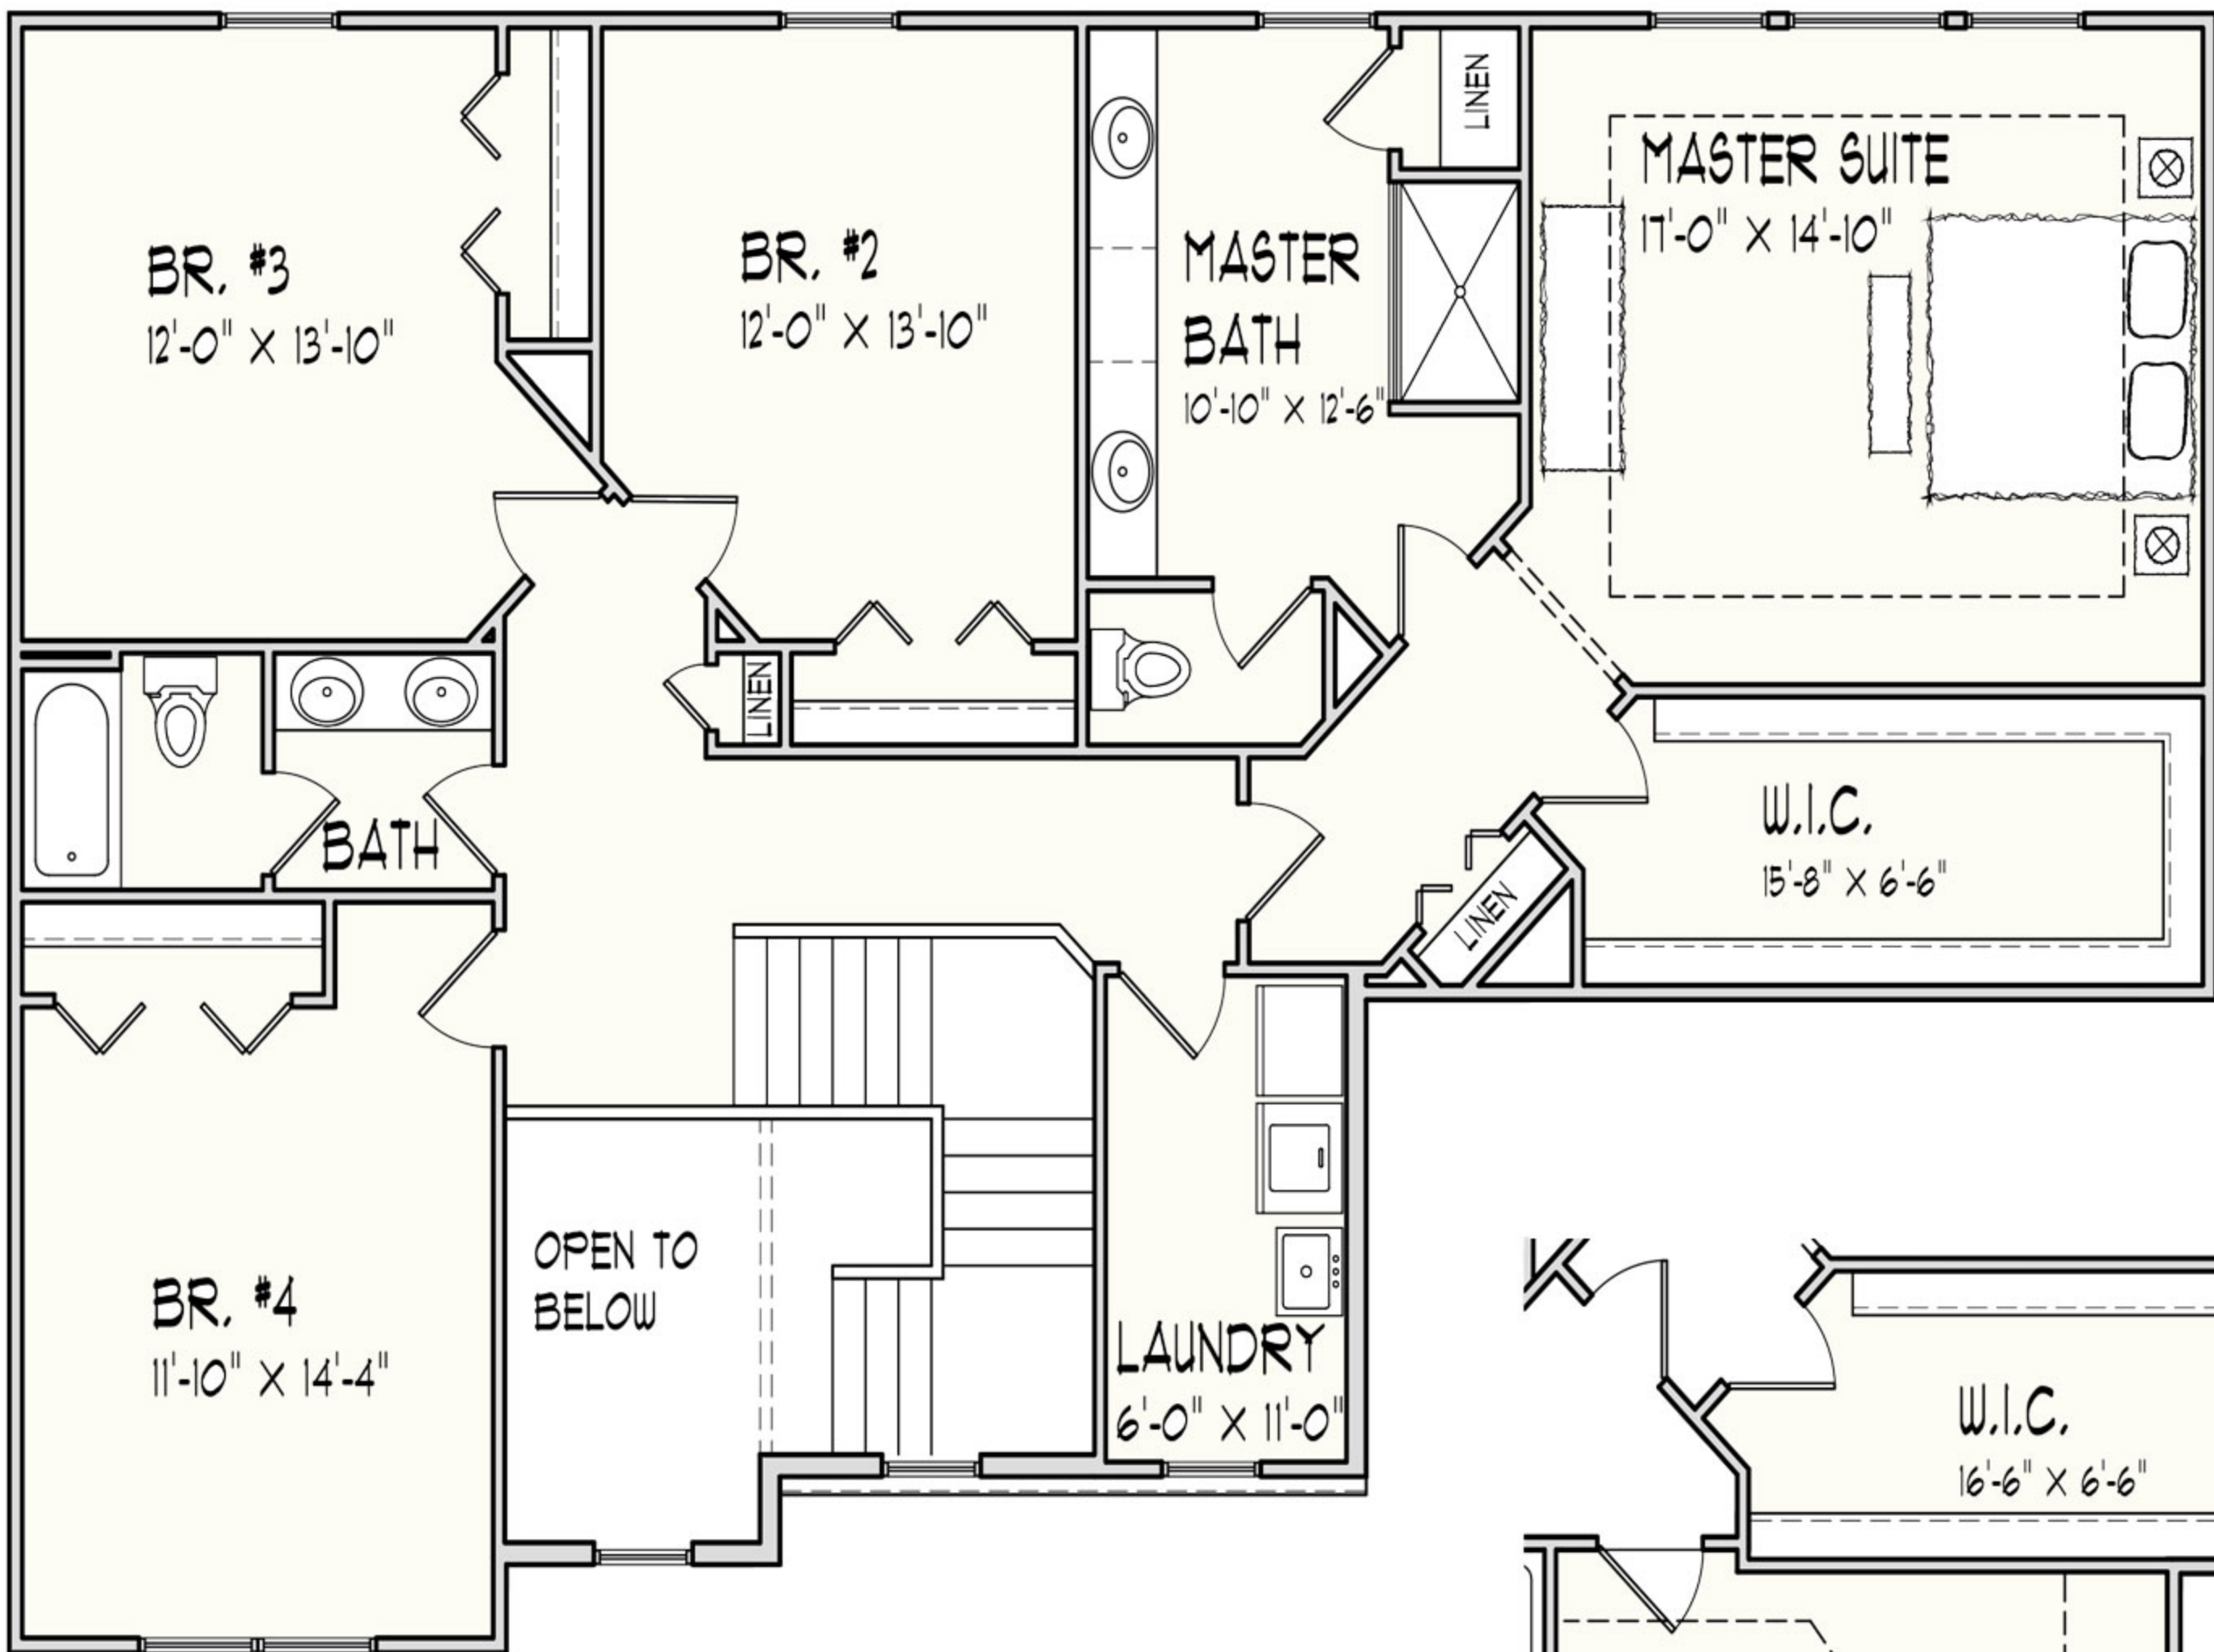 BR. #3
12'-0" X 13'-10"
BR. #2
12'-0" X 13'-10"
MASTER
BATH
10'-10" X 12'-6"
LINEN
MASTER SUITE
17'-0" X 14'-10"
LINEN
BATH
W.I.C.
15'-8" X 6'-6"
LINEN
OPEN TO
BELOW
BR. #4
11'-10" X 14'-4"
LAUNDRY
6'-0" X 11'-0"
W.I.C.
16'-6" X 6'-6"